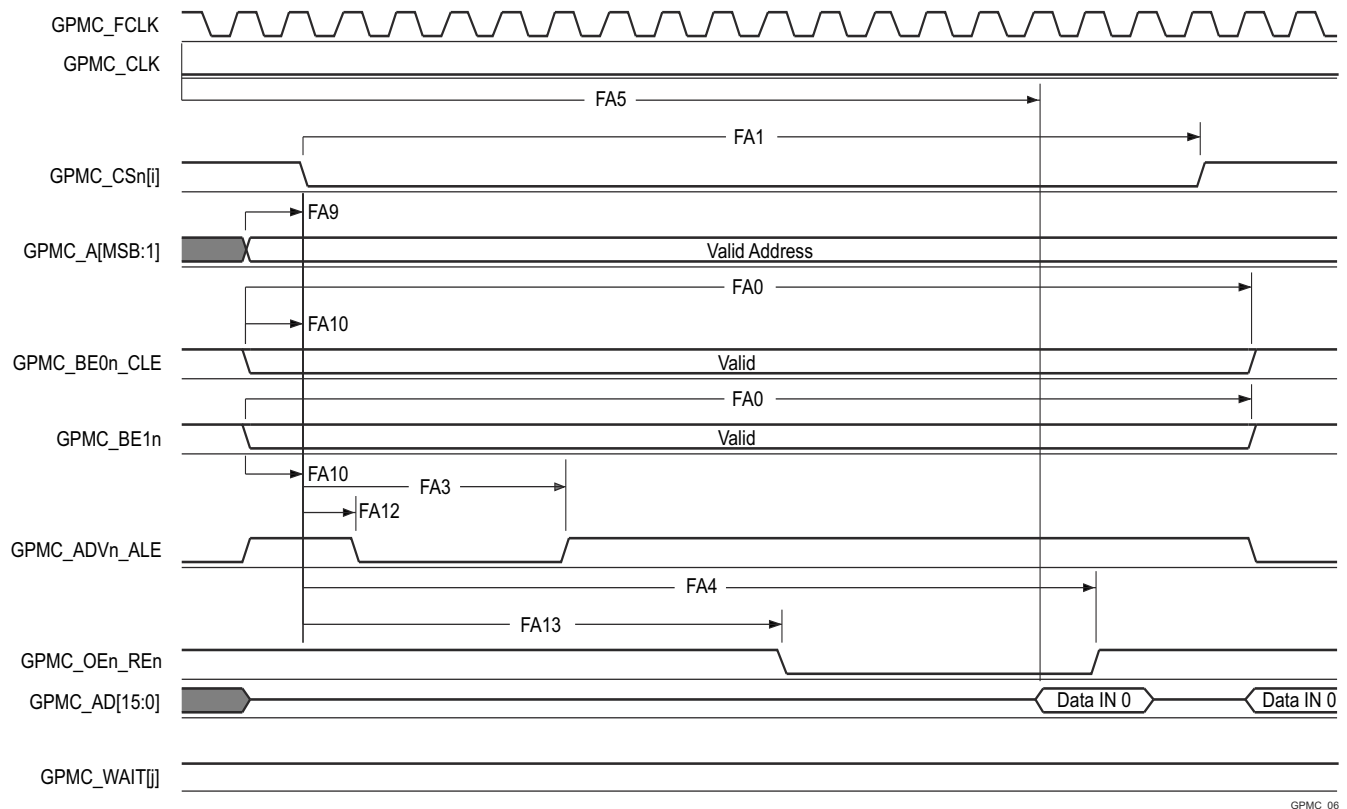 GPMC_FCLK
GPMC_CLK
FA5
FA1
GPMC_CSn[i]
FA9
GPMC_A[MSB:1] Valid Address
FA0
FA10
GPMC_BE0n_CLE Valid
FA0
GPMC_BE1n Valid
FA10
FA3
FA12
GPMC_ADVn_ALE
FA4
FA13
GPMC_OEn_REn
GPMC_AD[15:0] Data IN 0 Data IN 0
GPMC_WAIT[j]
GPMC_06